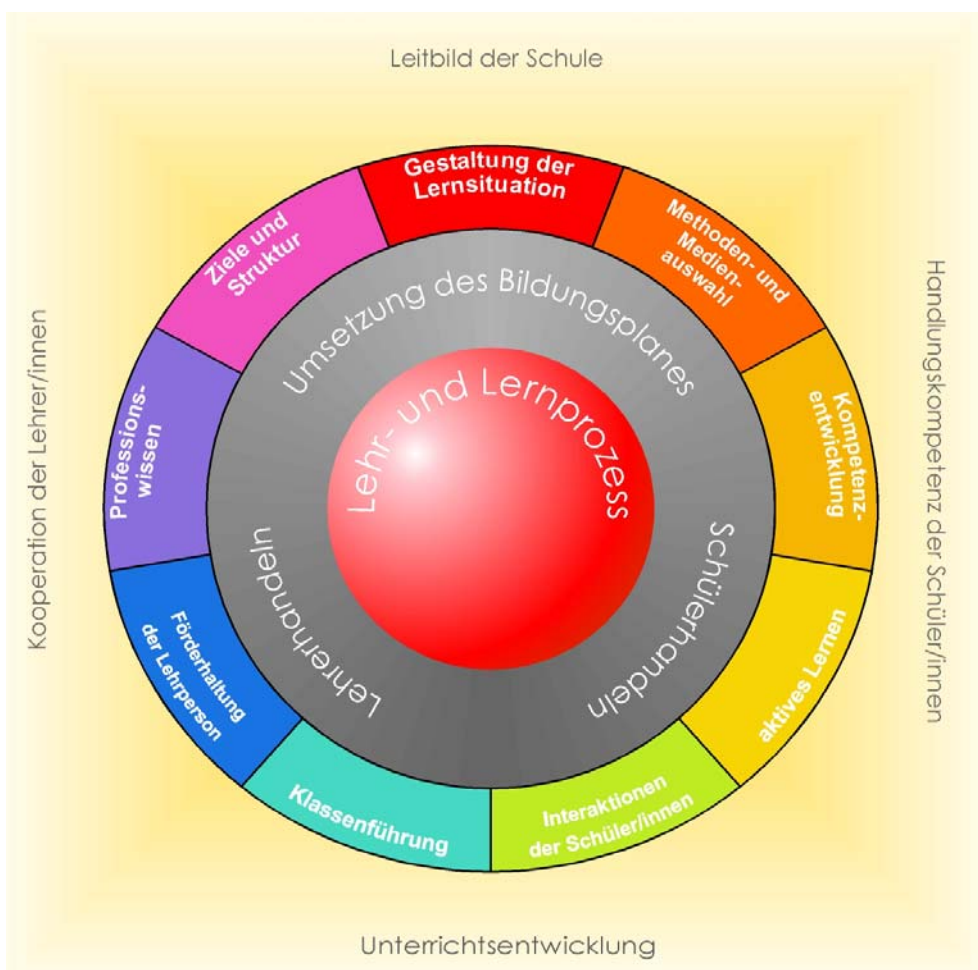 Leitbild der Schule
Gestaltung der
Lernsituation
Methoden- und
Medien-
auswahl
Kompetenz-
entwicklung
aktives Lernen
Interaktionen
der Schüler/innen
Klassenführung
Förderhaltung
der Lehrperson
Professions-
wissen
Ziele und
Struktur
Umsetzung des Bildungsplanes
Schülerhandeln
Lehrerhandeln
Lehr- und Lernprozess
Kooperation der Lehrer/innen
Handlungskompetenz der Schüler/innen
Unterrichtsentwicklung